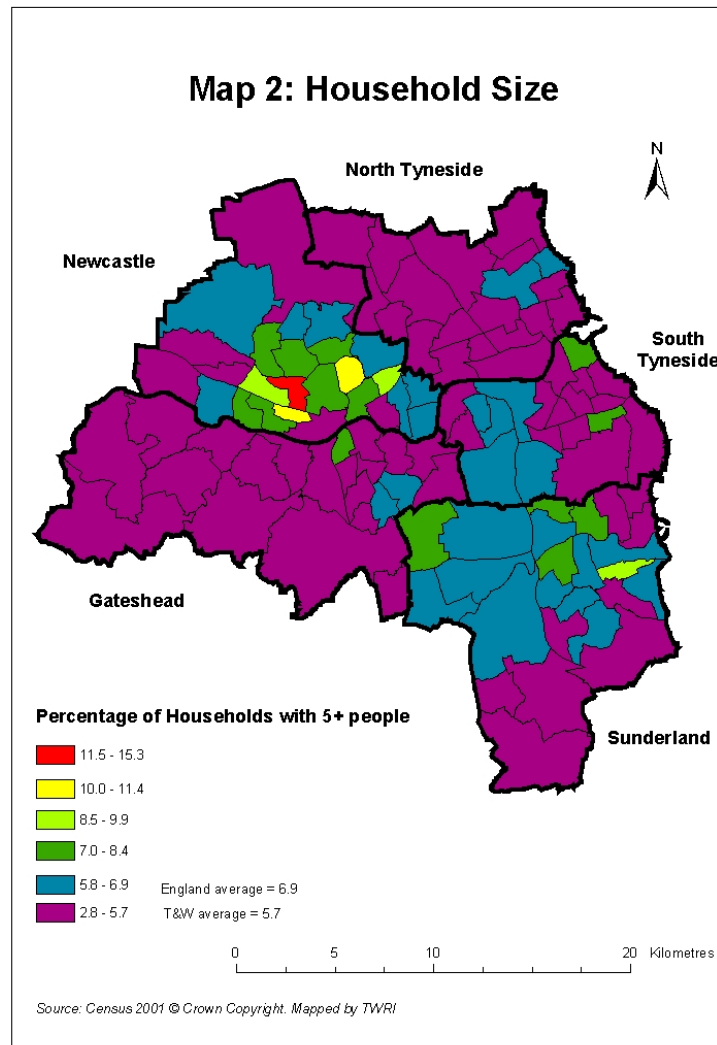 Map 2: Household Size
N
North Tyneside
Newcastle
South
Tyneside
Gateshead
Sunderland
Percentage of Households with 5+ people
11.5 - 15.3
10.0 - 11.4
8.5 - 9.9
7.0 - 8.4
5.8 - 6.9 England average = 6.9
2.8 - 5.7 T&W average = 5.7
0 5 10 20 Kilometres
Source: Census 2001 © Crown Copyright. Mapped by TWRI